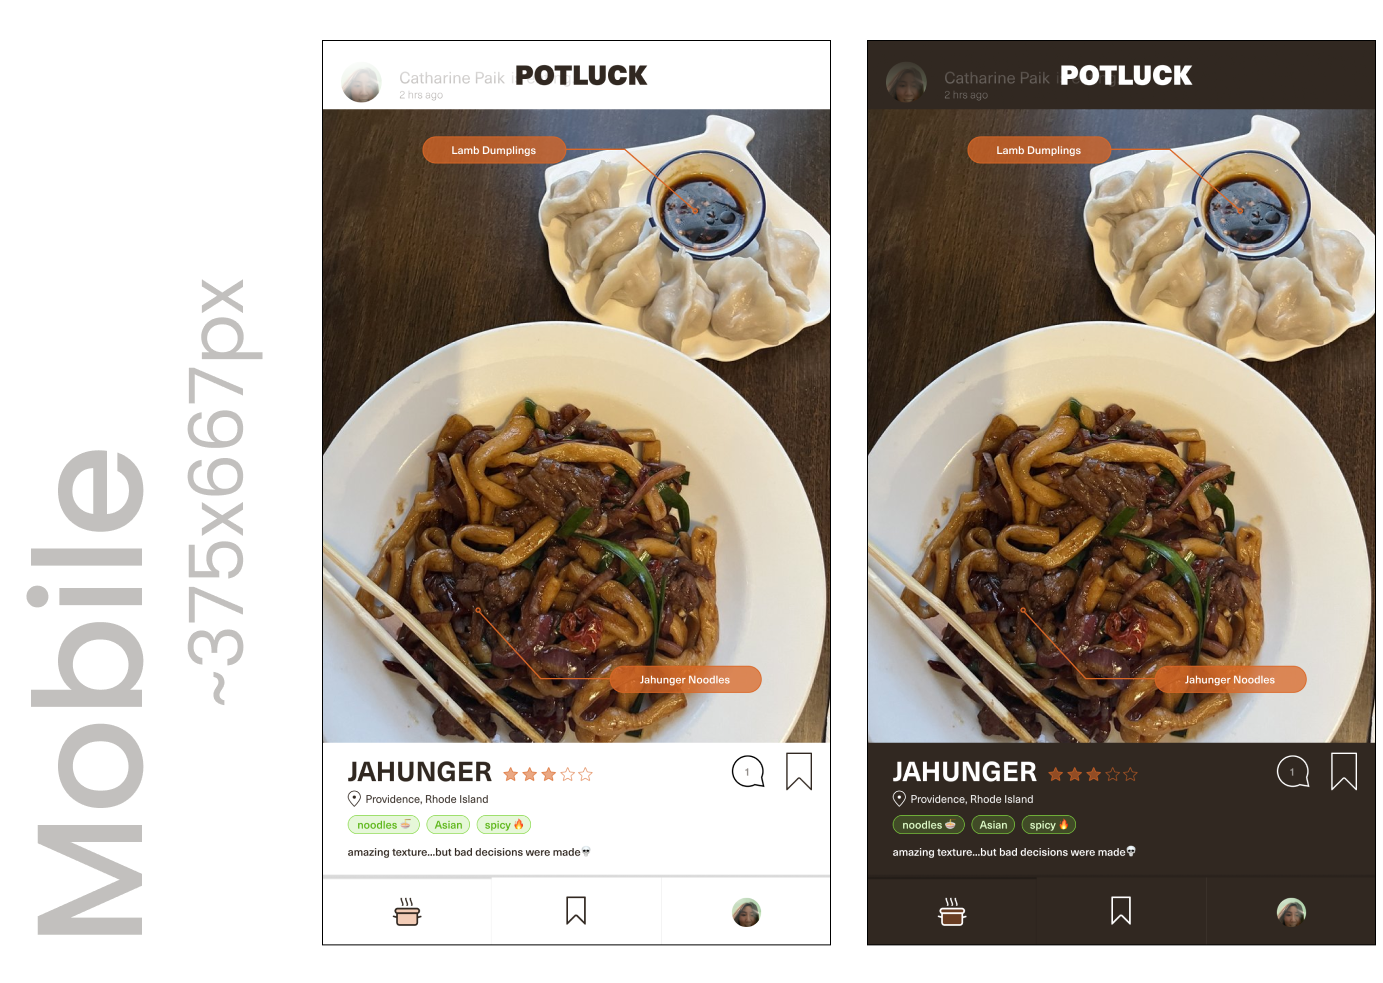 Mobile
~375x667px
Catharine Paik
POTLUCK
2 hrs ago
Lamb Dumplings
Jahunger Noodles
JAHUNGER
1
Providence, Rhode Island
noodles🍜 Asian spicy🔥
amazing texture...but bad decisions were made💀
Catharine Paik
POTLUCK
2 hrs ago
Lamb Dumplings
Jahunger Noodles
JAHUNGER
1
Providence, Rhode Island
noodles🍜 Asian spicy🔥
amazing texture...but bad decisions were made💀